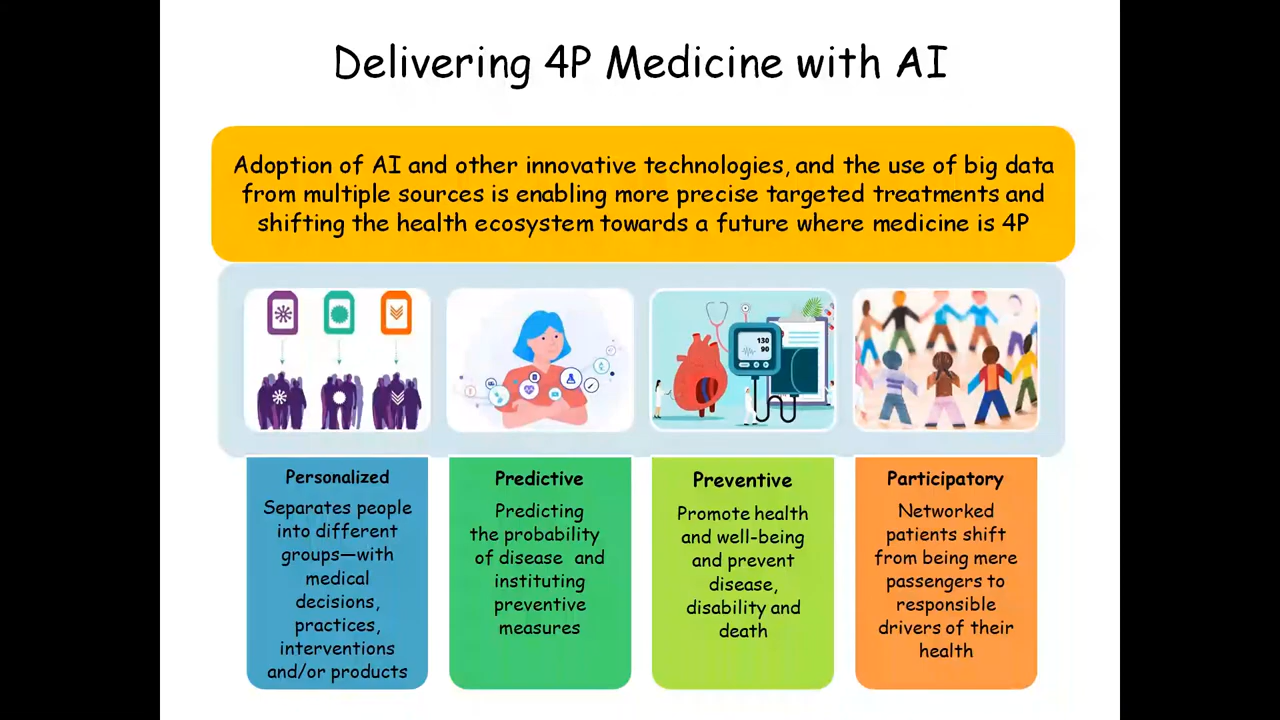 Delivering 4P Medicine with AI
Adoption of AI and other innovative technologies, and the use of big data
from multiple sources is enabling more precise targeted treatments and
shifting the health ecosystem towards a future where medicine is 4P
130
90
Personalized
Separates people
into different
groups—with
medical
decisions,
practices,
interventions
and/or products
Predictive
Predicting
the probability
of disease and
instituting
preventive
measures
Preventive
Promote health
and well-being
and prevent
disease,
disability and
death
Participatory
Networked
patients shift
from being mere
passengers to
responsible
drivers of their
health